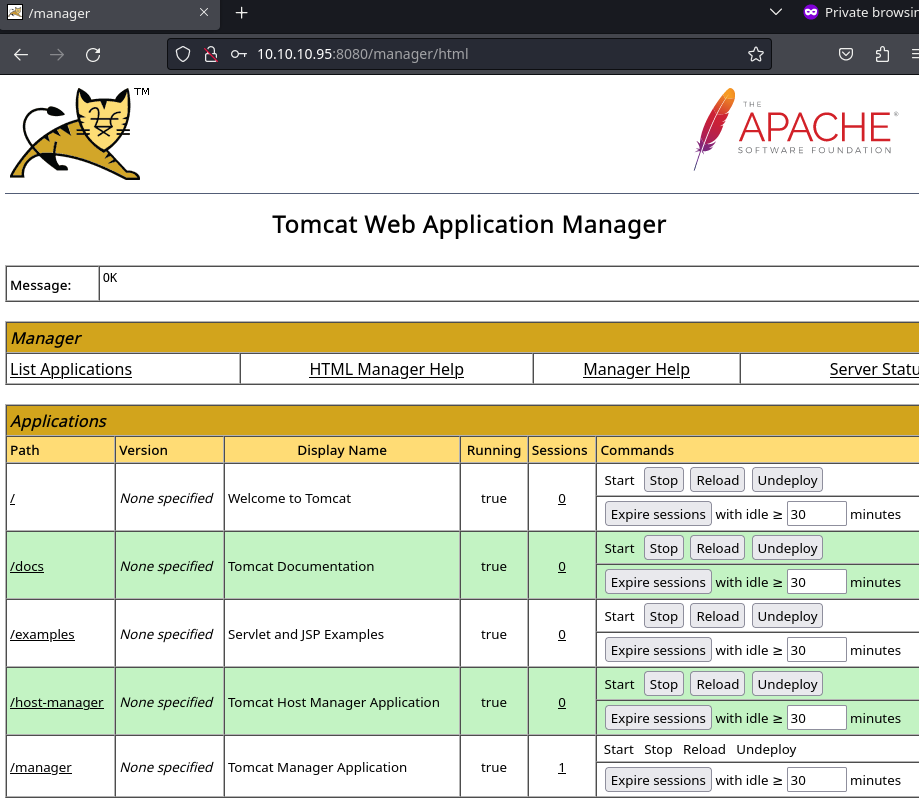 /manager
Private browsin
10.10.10.95:8080/manager/html
TM
THE
APACHE®
SOFTWARE FOUNDATION
Tomcat Web Application Manager
Message: OK
Manager
List Applications HTML Manager Help Manager Help Server Statu
Applications
Path Version Display Name Running Sessions Commands
/ None specified Welcome to Tomcat true 0 Start Stop Reload Undeploy
Expire sessions with idle ≥ 30 minutes
/docs None specified Tomcat Documentation true 0 Start Stop Reload Undeploy
Expire sessions with idle ≥ 30 minutes
/examples None specified Servlet and JSP Examples true 0 Start Stop Reload Undeploy
Expire sessions with idle ≥ 30 minutes
/host-manager None specified Tomcat Host Manager Application true 0 Start Stop Reload Undeploy
Expire sessions with idle ≥ 30 minutes
/manager None specified Tomcat Manager Application true 1 Start Stop Reload Undeploy
Expire sessions with idle ≥ 30 minutes